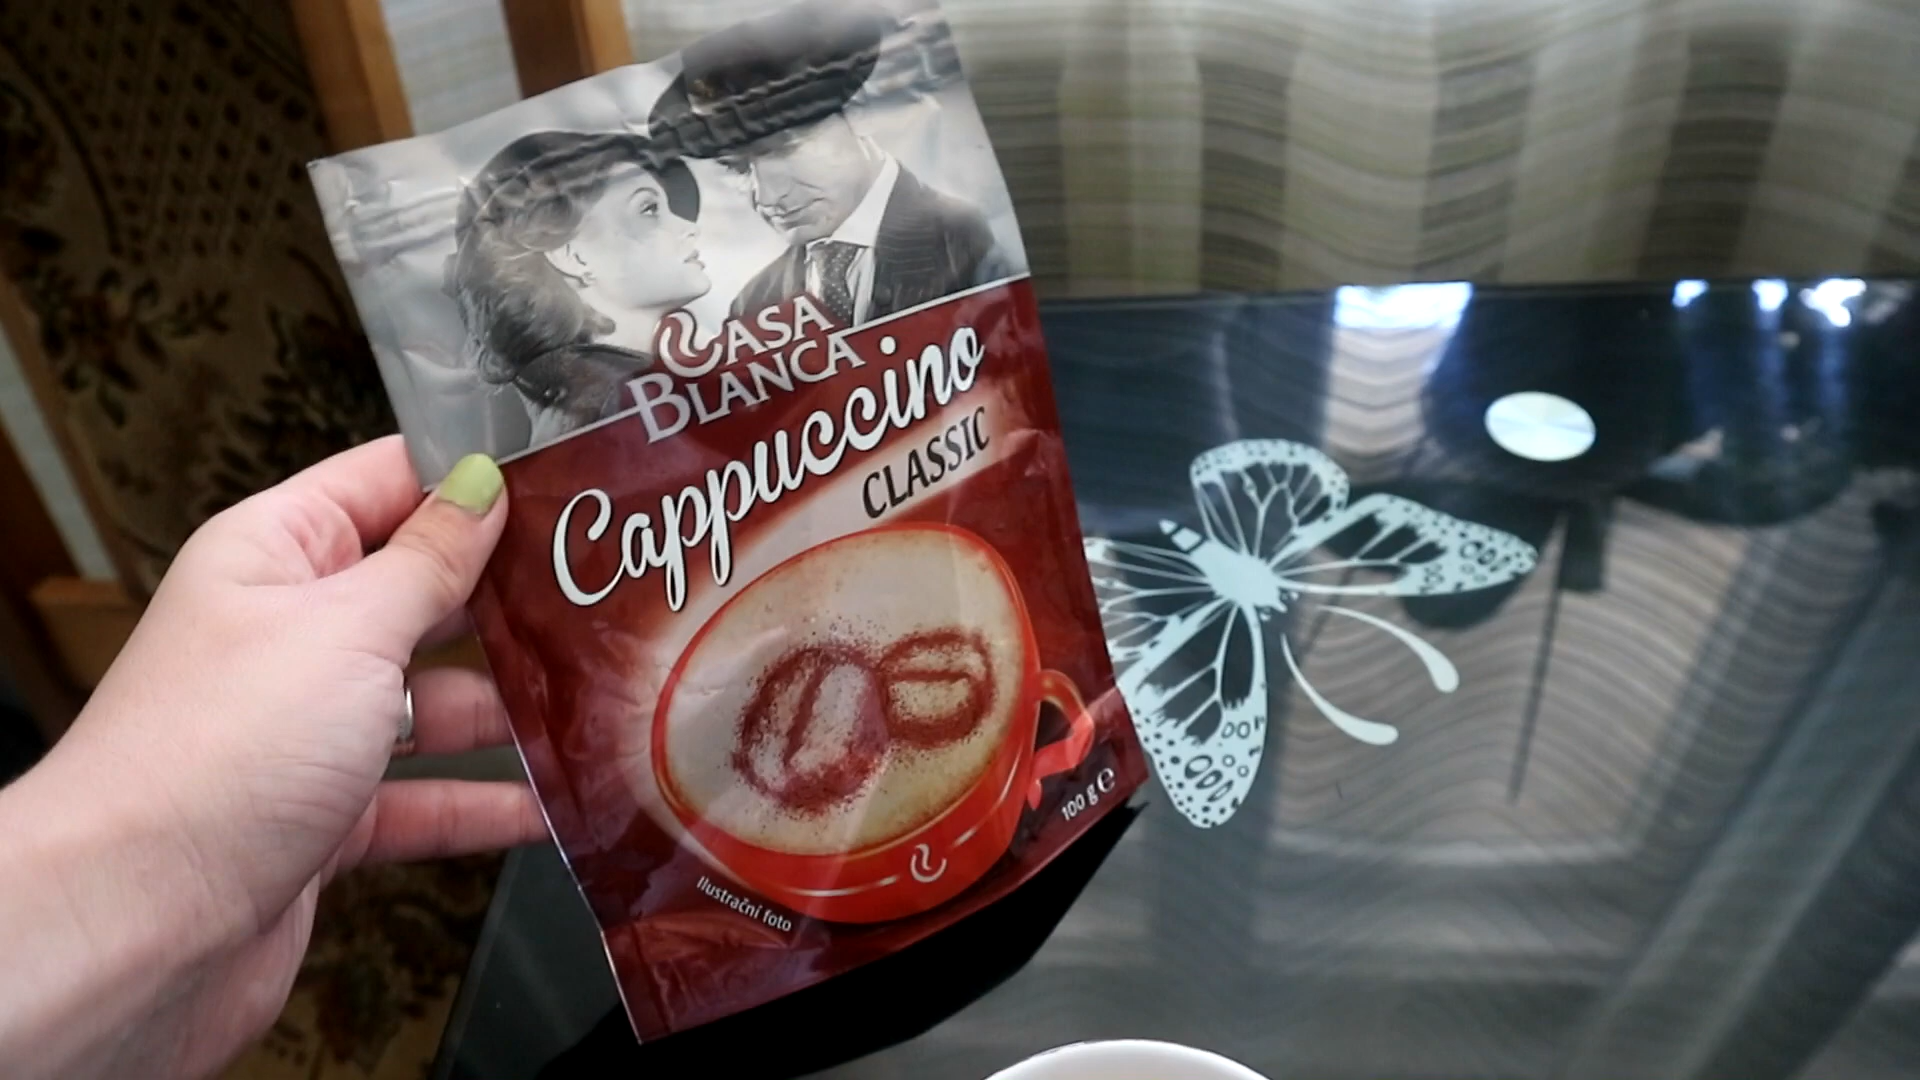 CASA
BLANCA
Cappuccino
CLASSIC
100 g ℮
Ilustrační foto